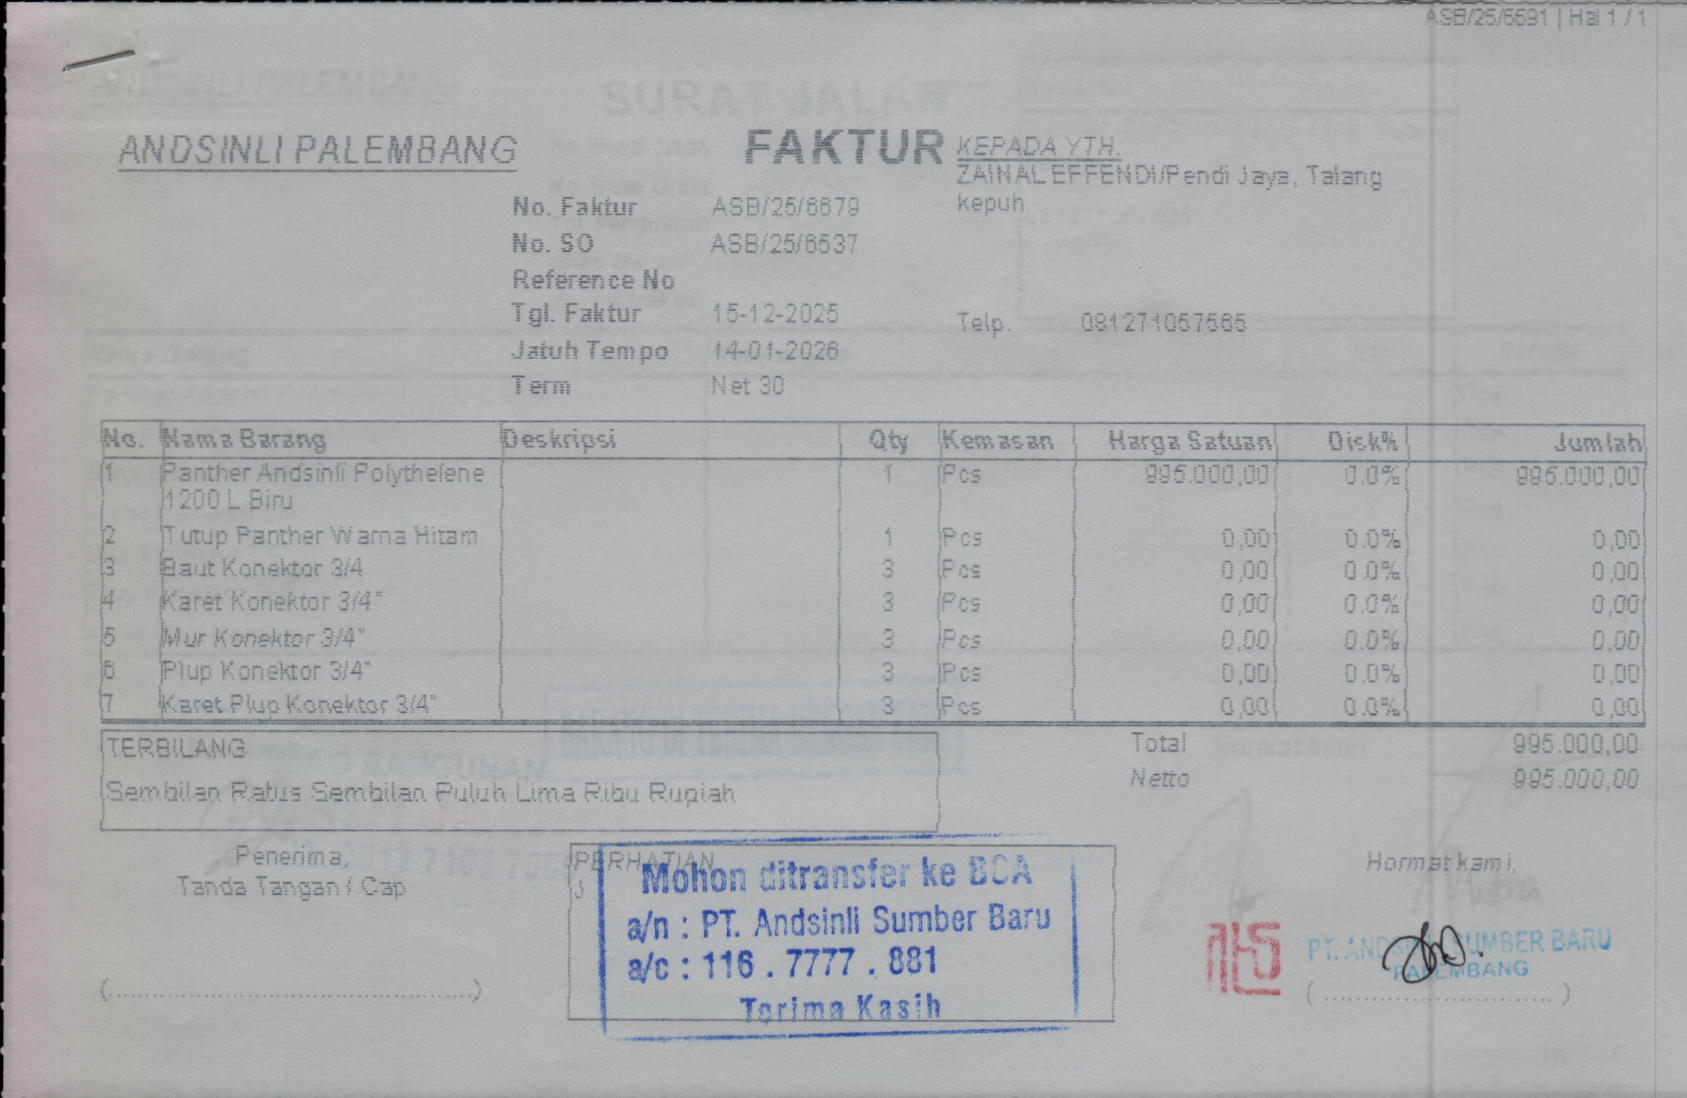 ASB/25/6691 | Hal 1 / 1
SURAT JALAN
ANDSINLI PALEMBANG
FAKTUR
KEPADA YTH.
ZAINAL EFFENDI/Pendi Jaya, Talang
kepuh
No. Faktur ASB/25/6679
No. SO ASB/25/6537
Reference No
Tgl. Faktur 15-12-2025
Telp. 081271057565
Jatuh Tempo 14-01-2026
Term Net 30
No. Nama Barang Deskripsi Qty Kemasan Harga Satuan Disk% Jumlah
1 Panther Andsinli Polythelene 1 Pcs 995.000,00 0.0% 995.000,00
1200 L Biru
2 Tutup Panther Warna Hitam 1 Pcs 0,00 0.0% 0,00
3 Baut Konektor 3/4 3 Pcs 0,00 0.0% 0,00
4 Karet Konektor 3/4" 3 Pcs 0,00 0.0% 0,00
5 Mur Konektor 3/4" 3 Pcs 0,00 0.0% 0,00
6 Plup Konektor 3/4" 3 Pcs 0,00 0.0% 0,00
7 Karet Plup Konektor 3/4" 3 Pcs 0,00 0.0% 0,00
TERBILANG
Total 995.000,00
Netto 995.000,00
Sembilan Ratus Sembilan Puluh Lima Ribu Rupiah
Penerima,
Tanda Tangan / Cap
PERHATIAN
Mohon ditransfer ke BCA
a/n : PT. Andsinli Sumber Baru
a/c : 116 . 7777 . 881
Terima Kasih
Hormat kami,
PT. ANDSINLI SUMBER BARU
PALEMBANG